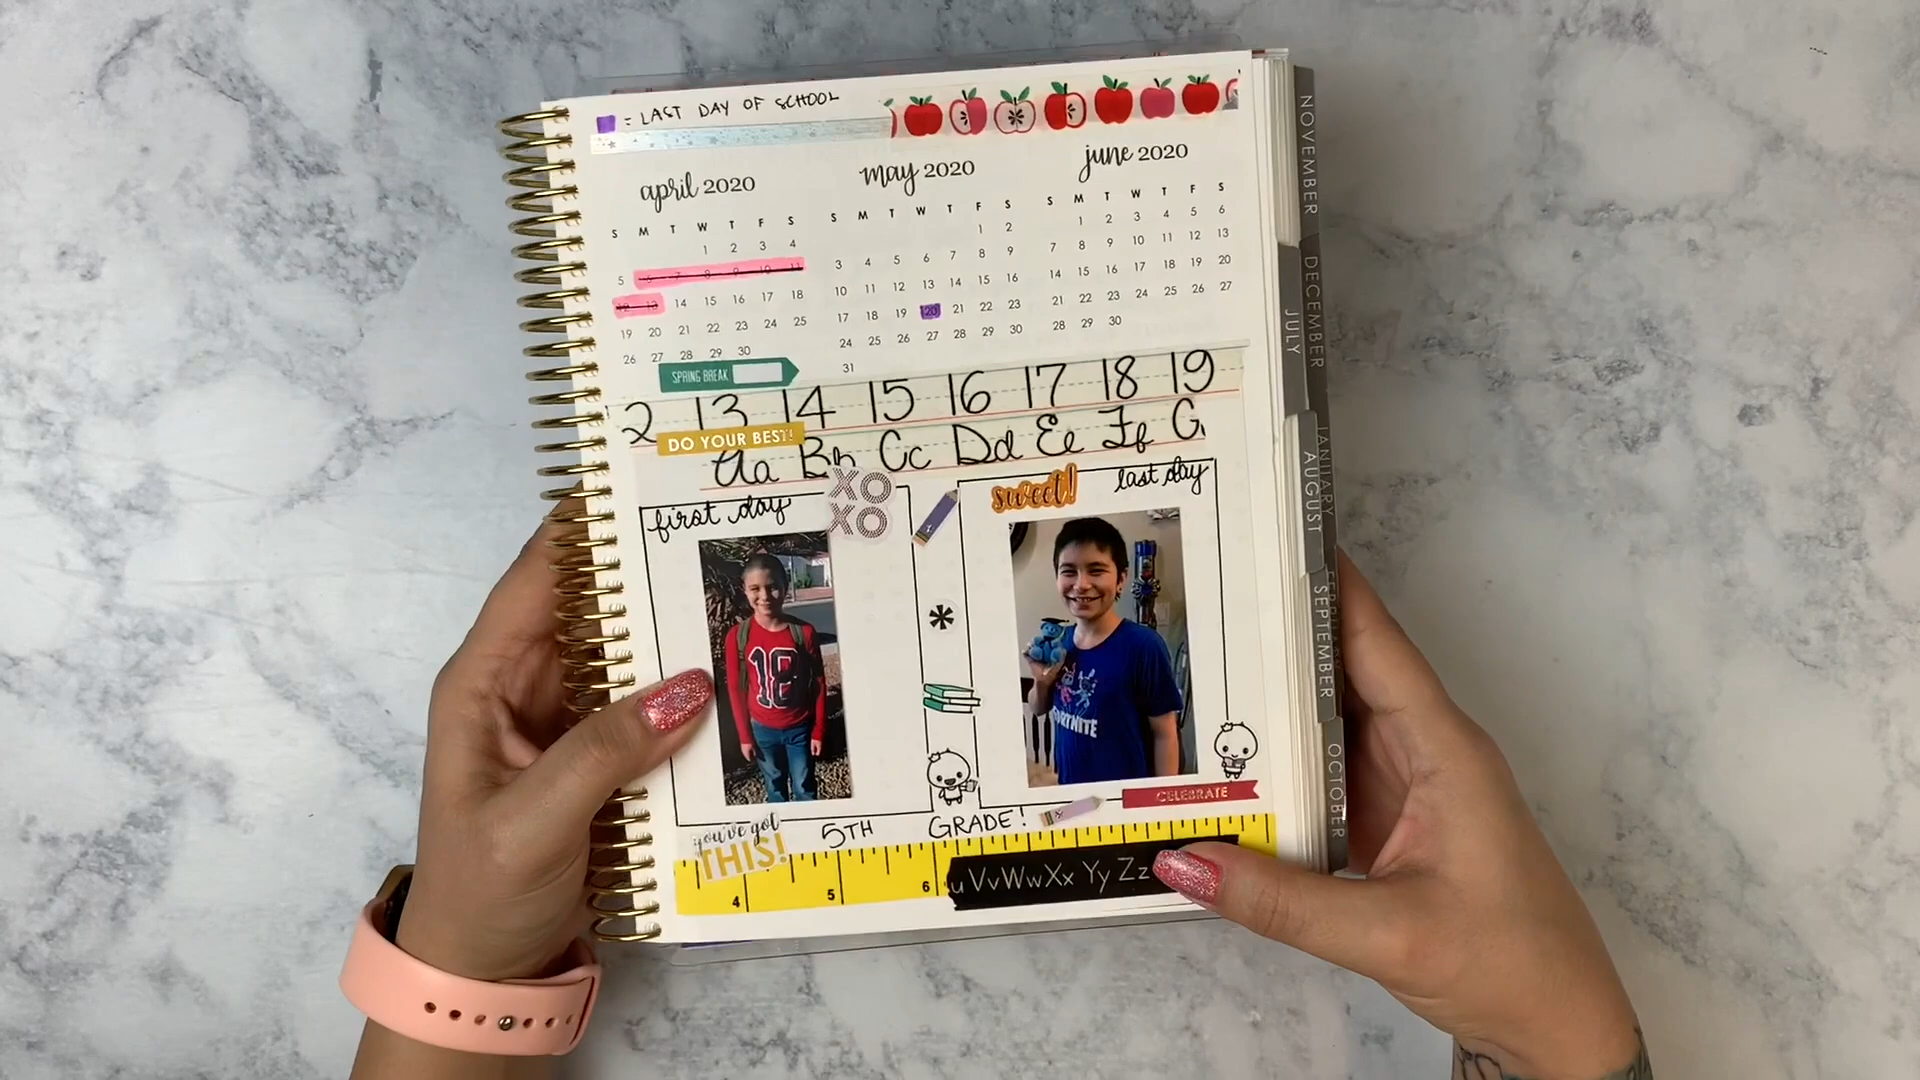 = LAST DAY OF SCHOOL
april 2020
may 2020
june 2020
S M T W T F S
1 2 3 4
5 6 7 8 9 10 11
12 13 14 15 16 17 18
19 20 21 22 23 24 25
26 27 28 29 30
S M T W T F S
1 2
3 4 5 6 7 8 9
10 11 12 13 14 15 16
17 18 19 20 21 22 23
24 25 26 27 28 29 30
31
S M T W T F S
1 2 3 4 5 6
7 8 9 10 11 12 13
14 15 16 17 18 19 20
21 22 23 24 25 26 27
28 29 30
SPRING BREAK
2 13 14 15 16 17 18 19
DO YOUR BEST!
Aa Bb Cc Dd Ee Ff G
first day
XO
XO
sweet!
last day
18
FORTNITE
CELEBRATE
you've got
THIS!
5TH GRADE!
4 5 6
u Vv Ww Xx Yy Zz
NOVEMBER
DECEMBER
JULY
JANUARY
AUGUST
FEBRUARY
SEPTEMBER
OCTOBER